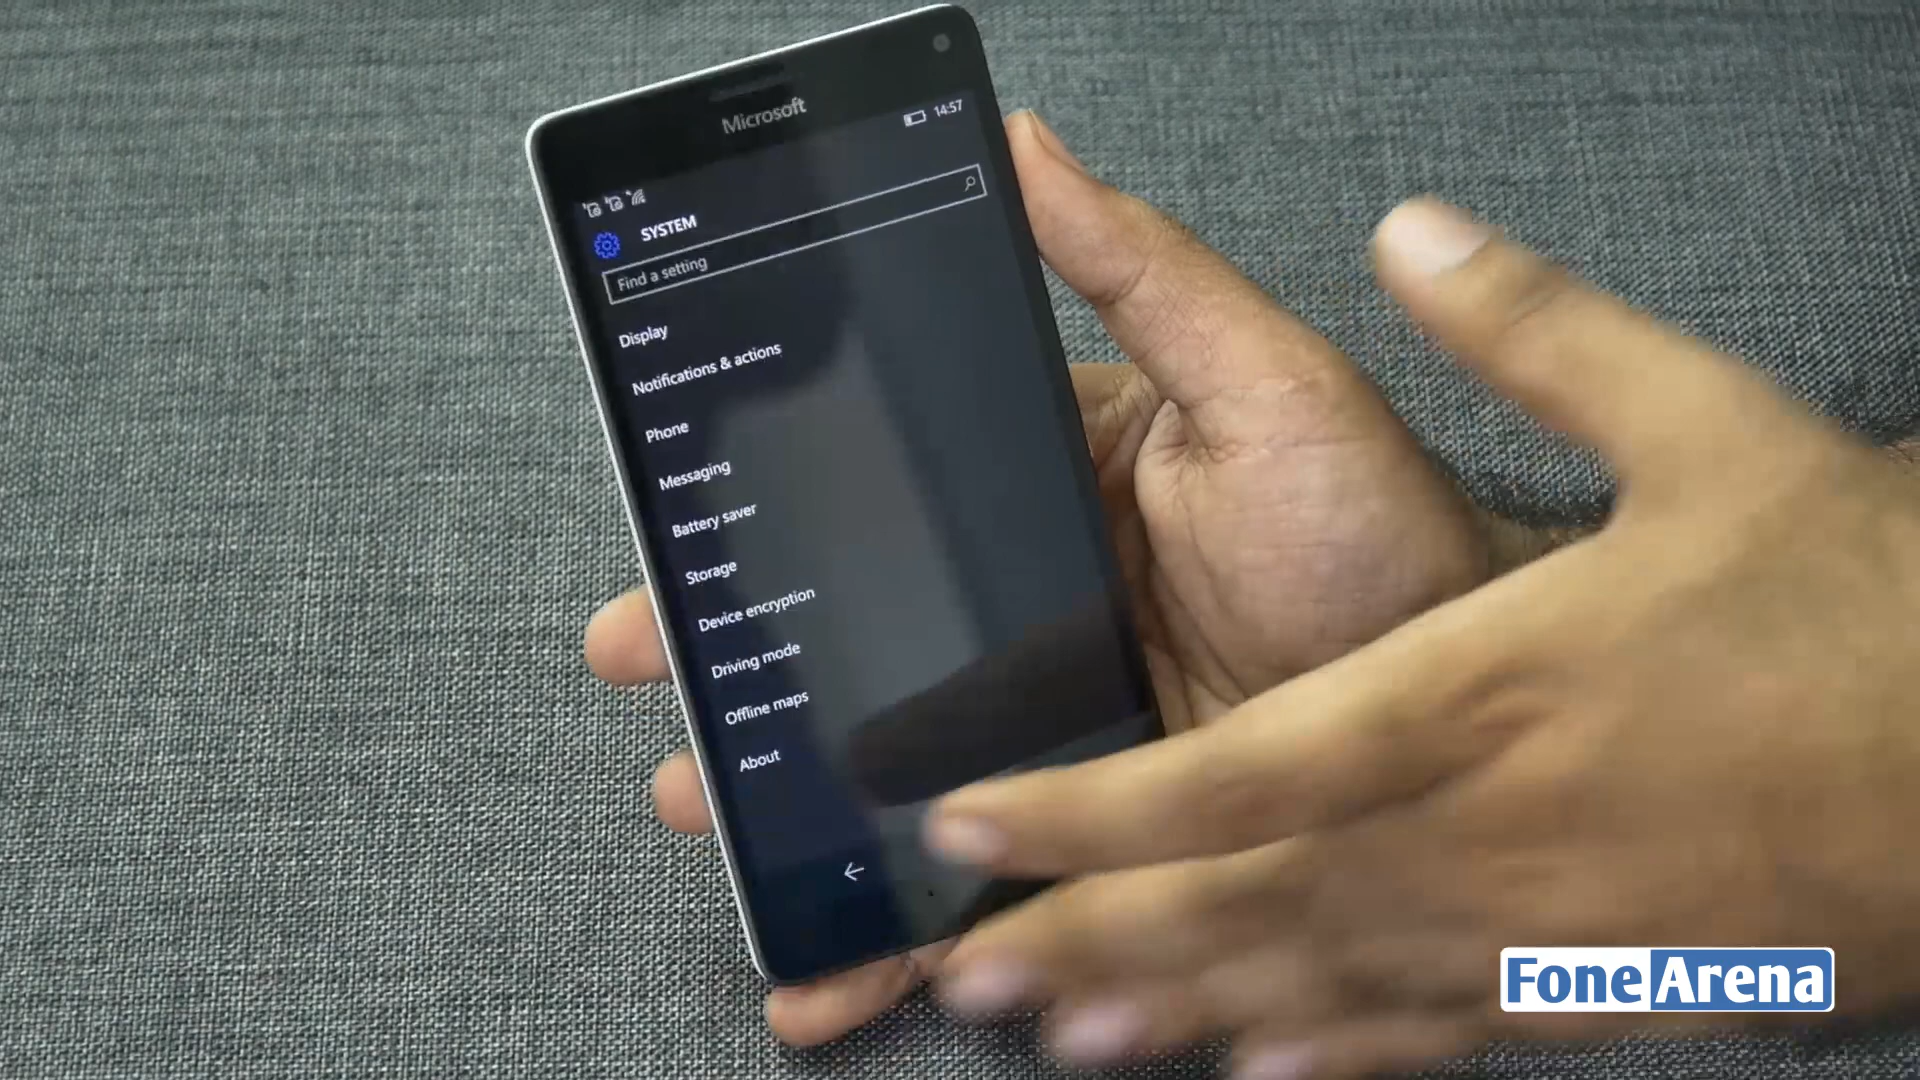 Microsoft
14:57
SYSTEM
Find a setting
Display
Notifications & actions
Phone
Messaging
Battery saver
Storage
Device encryption
Driving mode
Offline maps
About
FoneArena